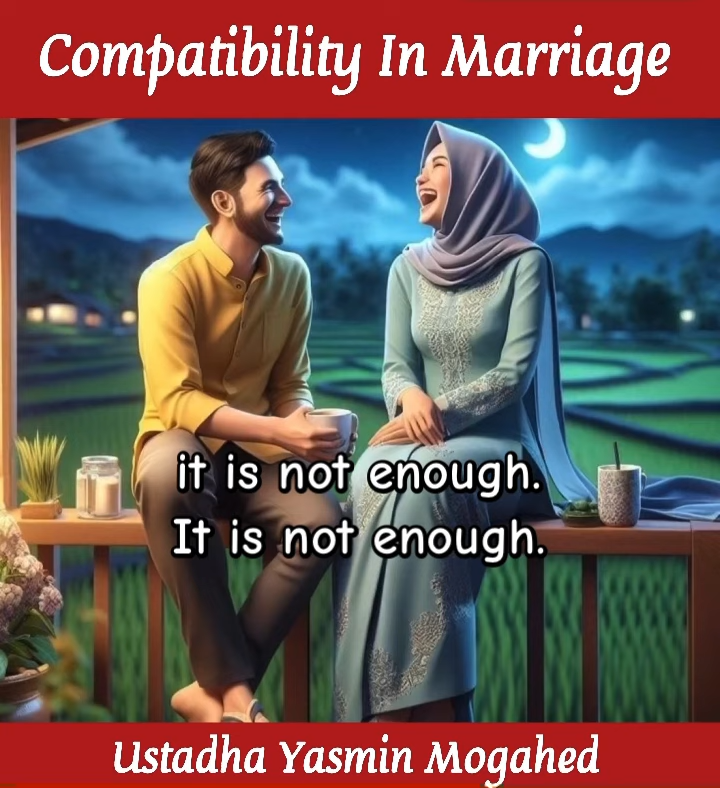 Compatibility In Marriage
it is not enough.
It is not enough.
Ustadha Yasmin Mogahed